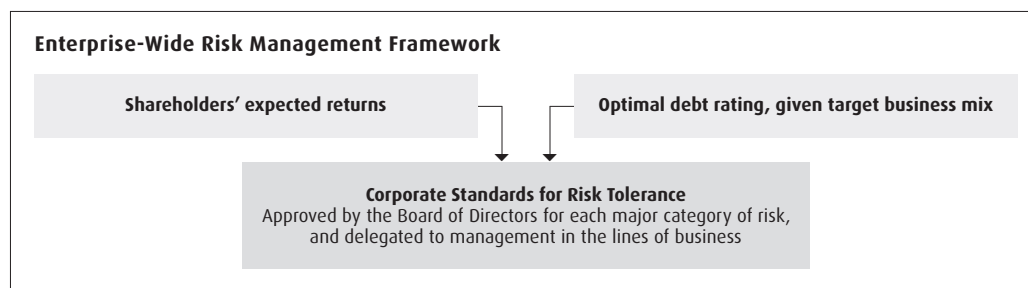 Enterprise-Wide Risk Management Framework
Shareholders’ expected returns
Optimal debt rating, given target business mix
Corporate Standards for Risk Tolerance
Approved by the Board of Directors for each major category of risk,
and delegated to management in the lines of business